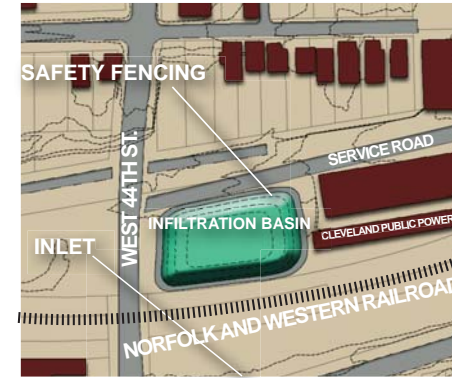 SAFETY FENCING
WEST 44TH ST.
SERVICE ROAD
INFILTRATION BASIN
CLEVELAND PUBLIC POWER
INLET
NORFOLK AND WESTERN RAILROAD